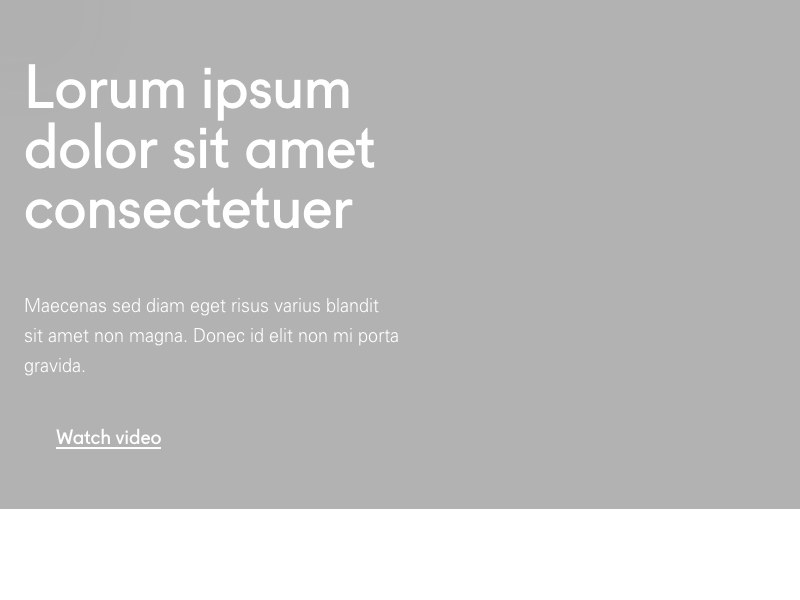 Lorum ipsum
dolor sit amet
consectetuer
Maecenas sed diam eget risus varius blandit
sit amet non magna. Donec id elit non mi porta
gravida.
Watch video